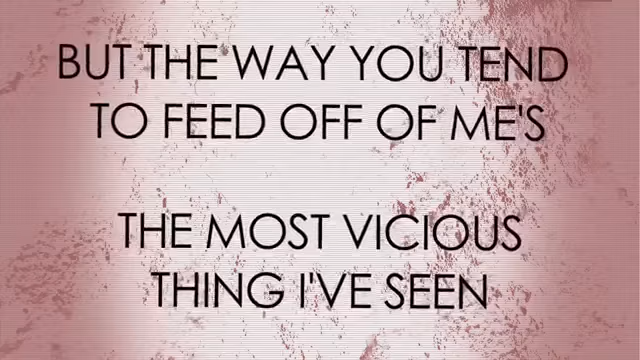 BUT THE WAY YOU TEND
TO FEED OFF OF ME'S
THE MOST VICIOUS
THING I'VE SEEN